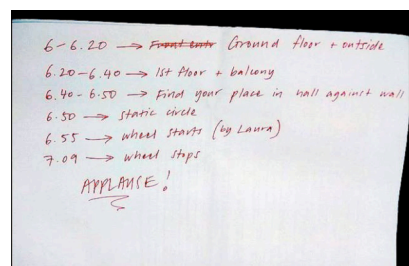 6-6.20 → Ground floor + outside
6.20-6.40 → 1st floor + balcony
6.40-6.50 → Find your place in hall against wall
6.50 → static circle
6.55 → wheel starts (by Laura)
7.09 → wheel stops
APPLAUSE!